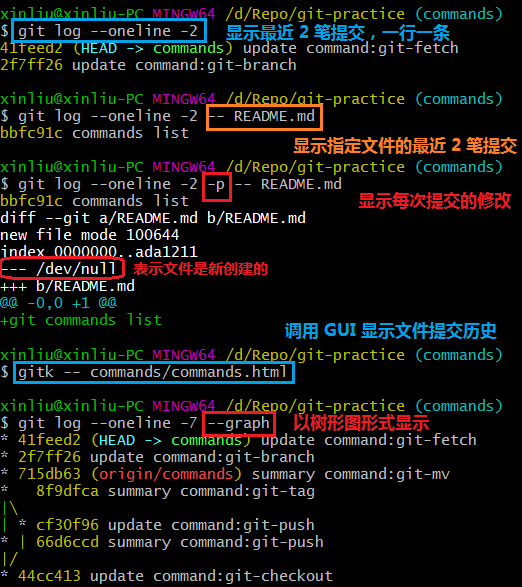 xinliu@xinliu-PC MINGW64 /d/Repo/git-practice (commands)
$ git log --oneline -2 显示最近 2 笔提交，一行一条
41feed2 (HEAD -> commands) update command:git-fetch
2f7ff26 update command:git-branch
xinliu@xinliu-PC MINGW64 /d/Repo/git-practice (commands)
$ git log --oneline -2 -- README.md
bbfc91c commands list
显示指定文件的最近 2 笔提交
xinliu@xinliu-PC MINGW64 /d/Repo/git-practice (commands)
$ git log --oneline -2 -p -- README.md
bbfc91c commands list 显示每次提交的修改
diff --git a/README.md b/README.md
new file mode 100644
index 0000000..ada1211
--- /dev/null 表示文件是新创建的
+++ b/README.md
@@ -0,0 +1 @@
+git commands list
调用 GUI 显示文件提交历史
xinliu@xinliu-PC MINGW64 /d/Repo/git-practice (commands)
$ gitk -- commands/commands.html
xinliu@xinliu-PC MINGW64 /d/Repo/git-practice (commands)
$ git log --oneline -7 --graph 以树形图形式显示
* 41feed2 (HEAD -> commands) update command:git-fetch
* 2f7ff26 update command:git-branch
* 715db63 (origin/commands) summary command:git-mv
*   8f9dfca summary command:git-tag
|\
| * cf30f96 update command:git-push
* | 66d6ccd summary command:git-push
|/
* 44cc413 update command:git-checkout